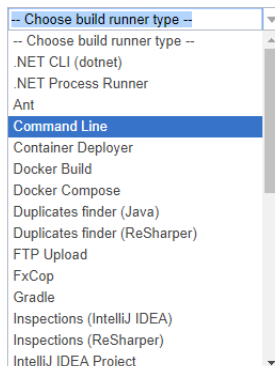 -- Choose build runner type --
-- Choose build runner type --
.NET CLI (dotnet)
.NET Process Runner
Ant
Command Line
Container Deployer
Docker Build
Docker Compose
Duplicates finder (Java)
Duplicates finder (ReSharper)
FTP Upload
FxCop
Gradle
Inspections (IntelliJ IDEA)
Inspections (ReSharper)
IntelliJ IDEA Project